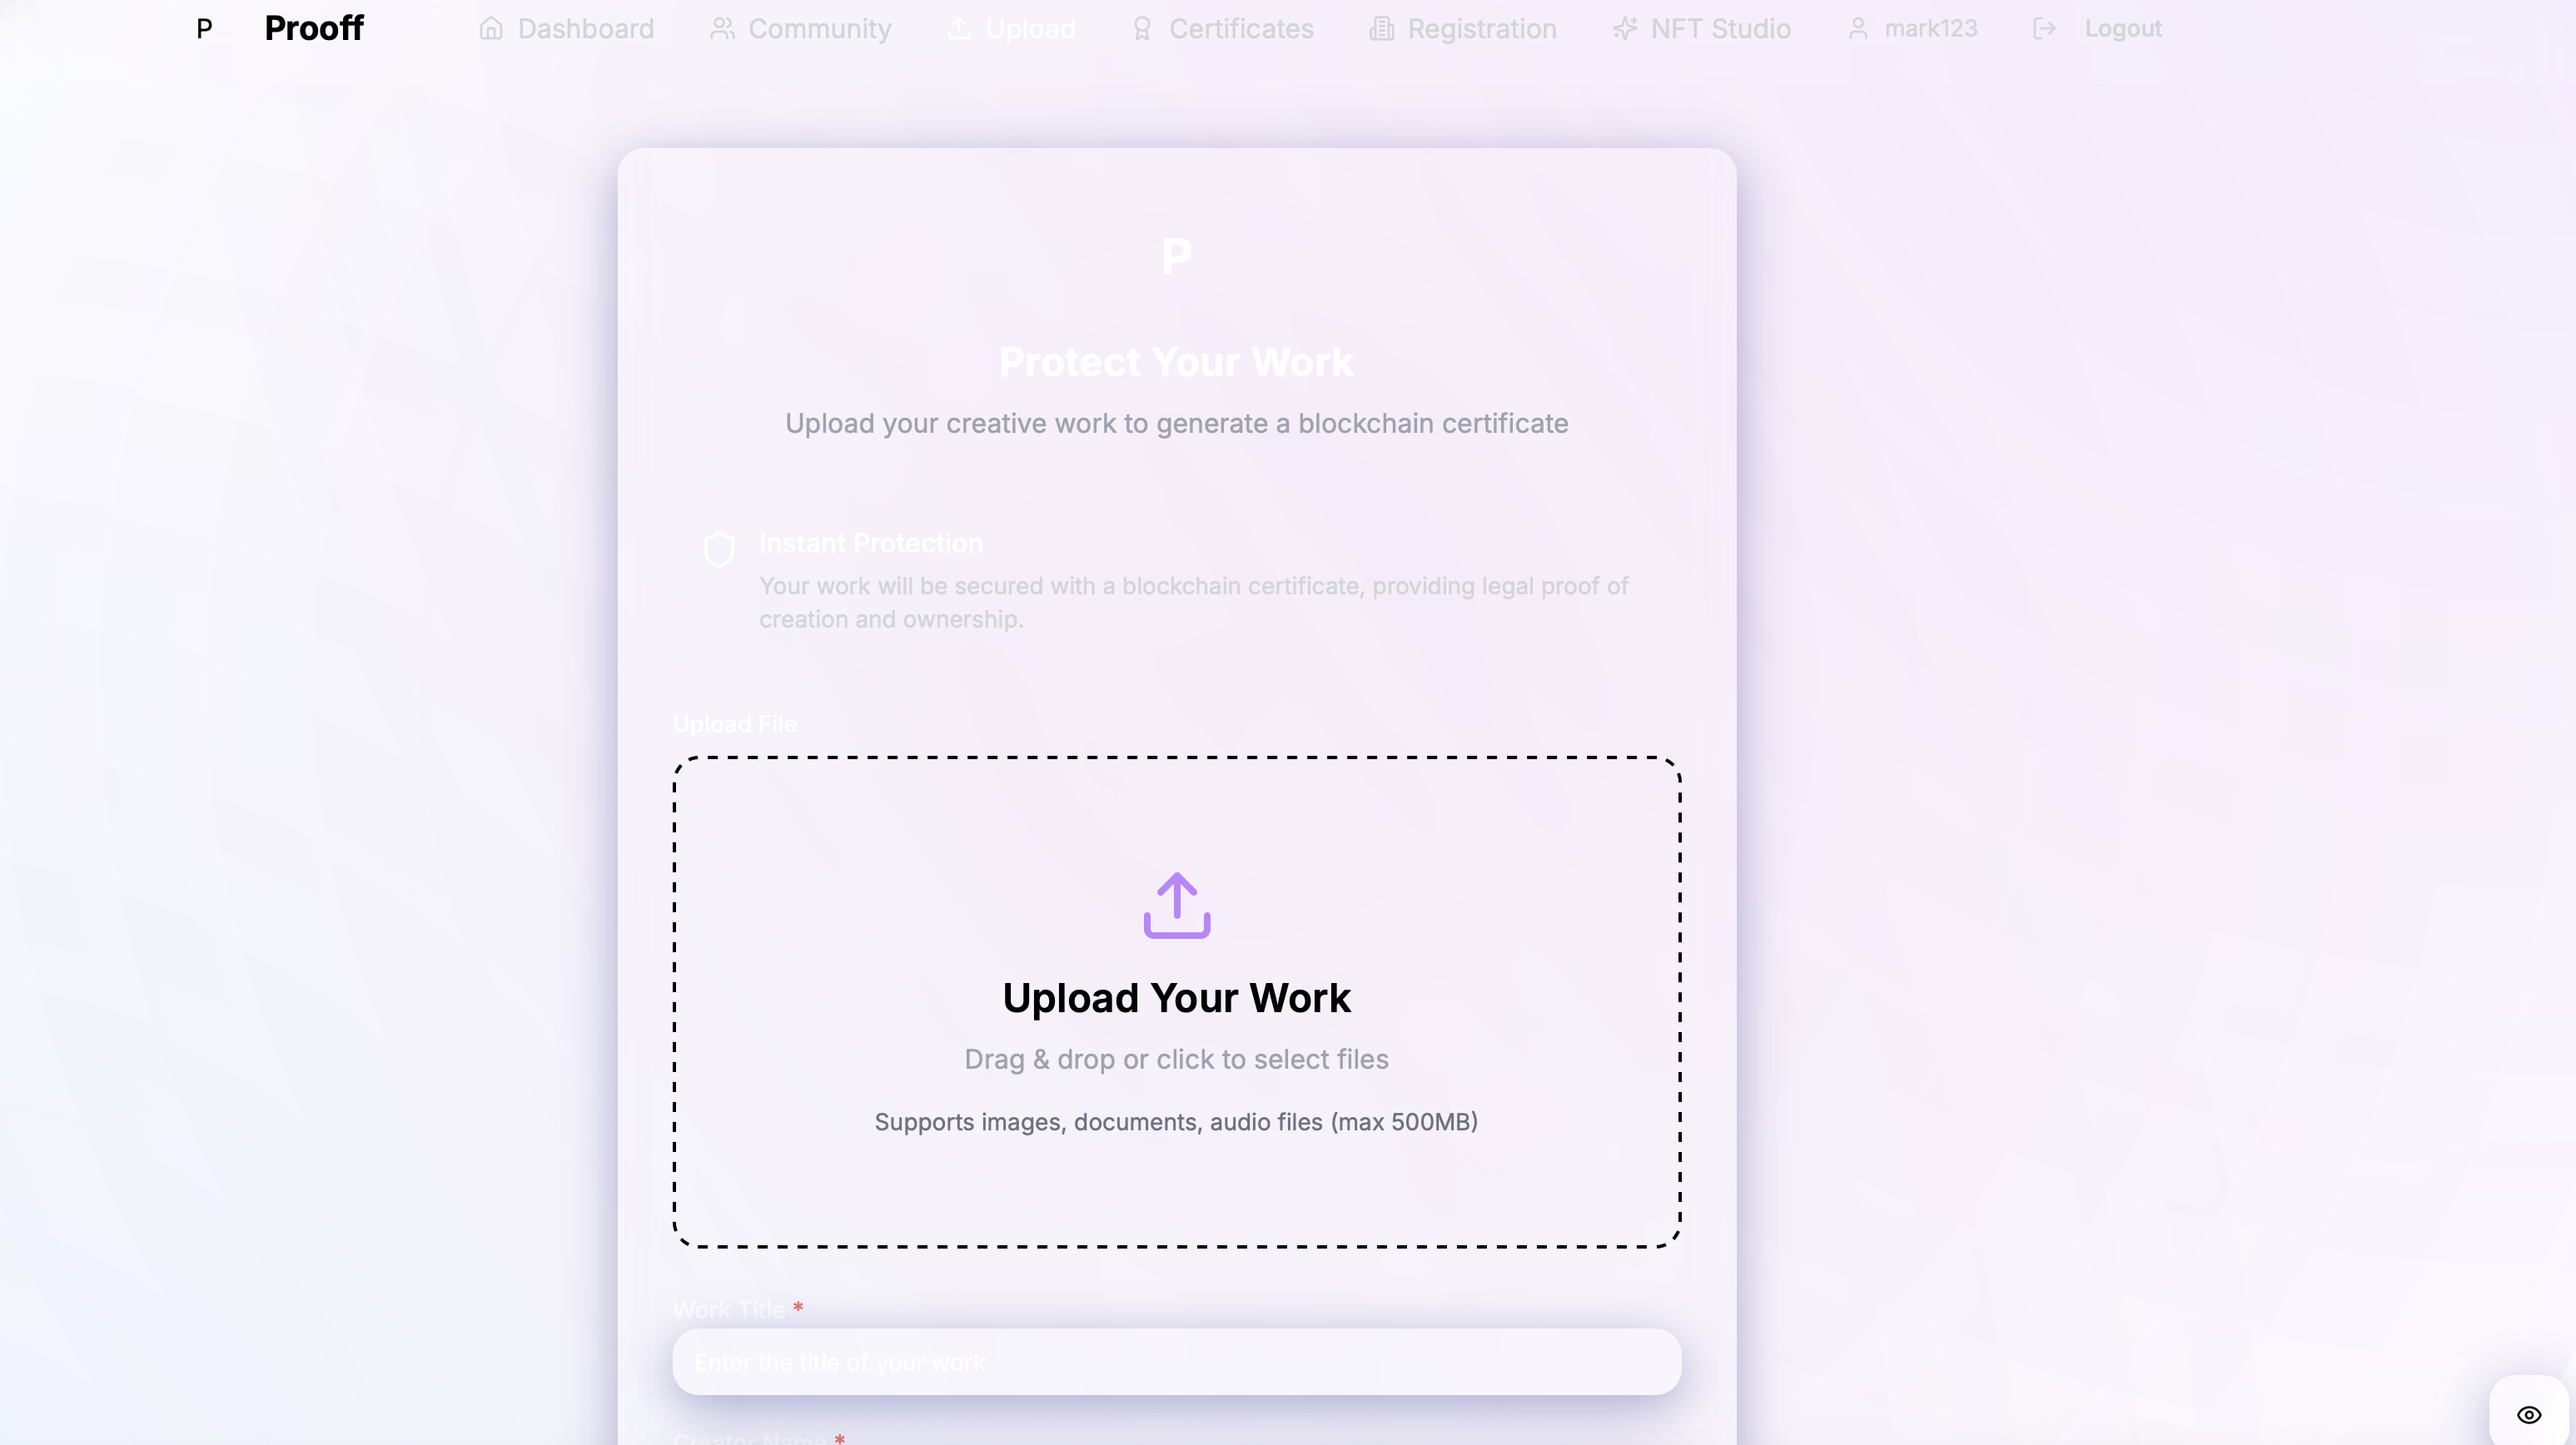 P Prooff Dashboard Community Upload Certificates Registration NFT Studio mark123 Logout
P
Protect Your Work
Upload your creative work to generate a blockchain certificate
Instant Protection
Your work will be secured with a blockchain certificate, providing legal proof of
creation and ownership.
Upload File
Upload Your Work
Drag & drop or click to select files
Supports images, documents, audio files (max 500MB)
Work Title *
Enter the title of your work
Creator Name *